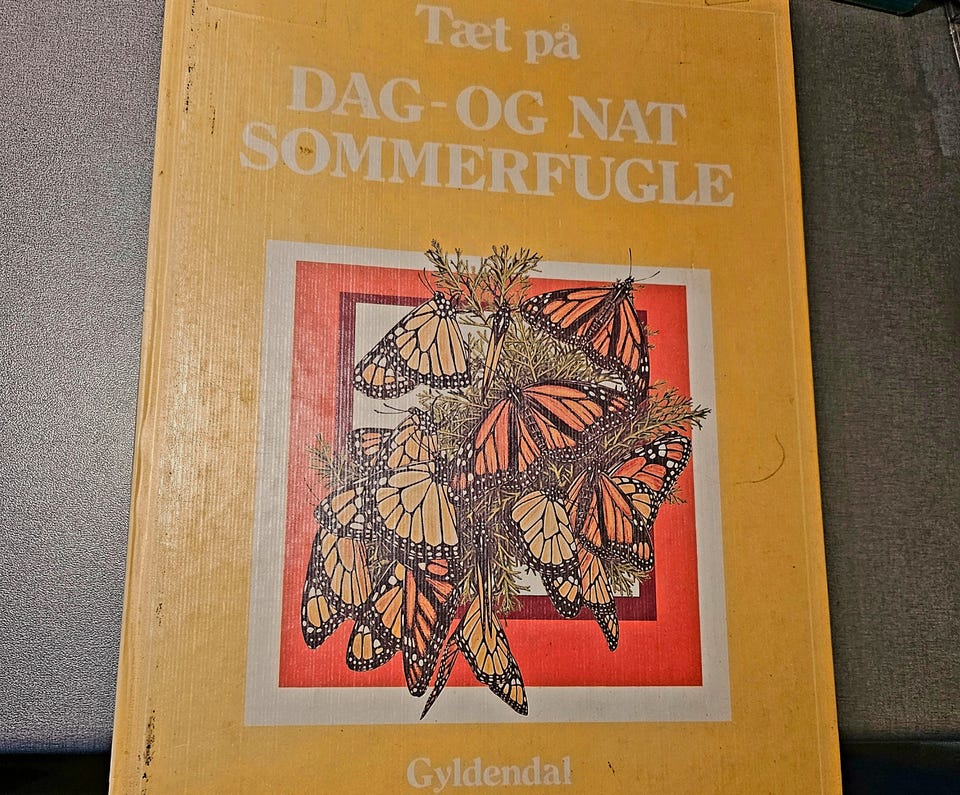 Tæt på
DAG-OG NAT
SOMMERFUGLE
Gyldendal